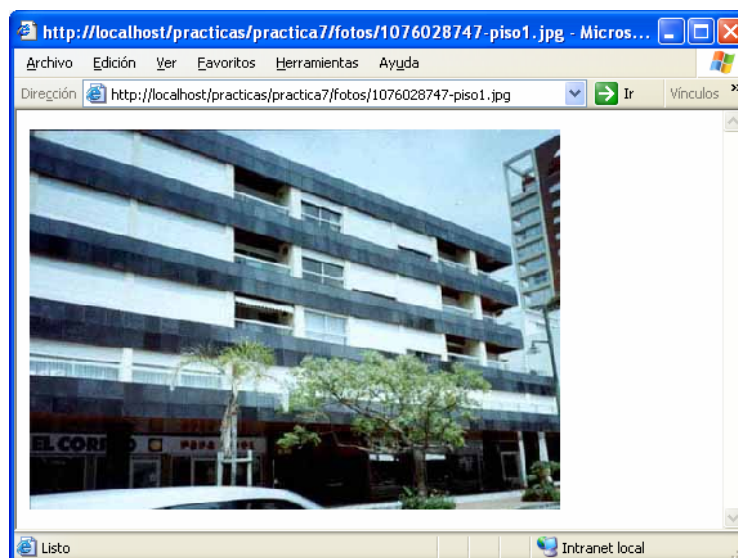 http://localhost/practicas/practica7/fotos/1076028747-piso1.jpg - Micros...
Archivo Edición Ver Favoritos Herramientas Ayuda
Dirección http://localhost/practicas/practica7/fotos/1076028747-piso1.jpg Ir Vínculos »
EL CORREO
Listo Intranet local